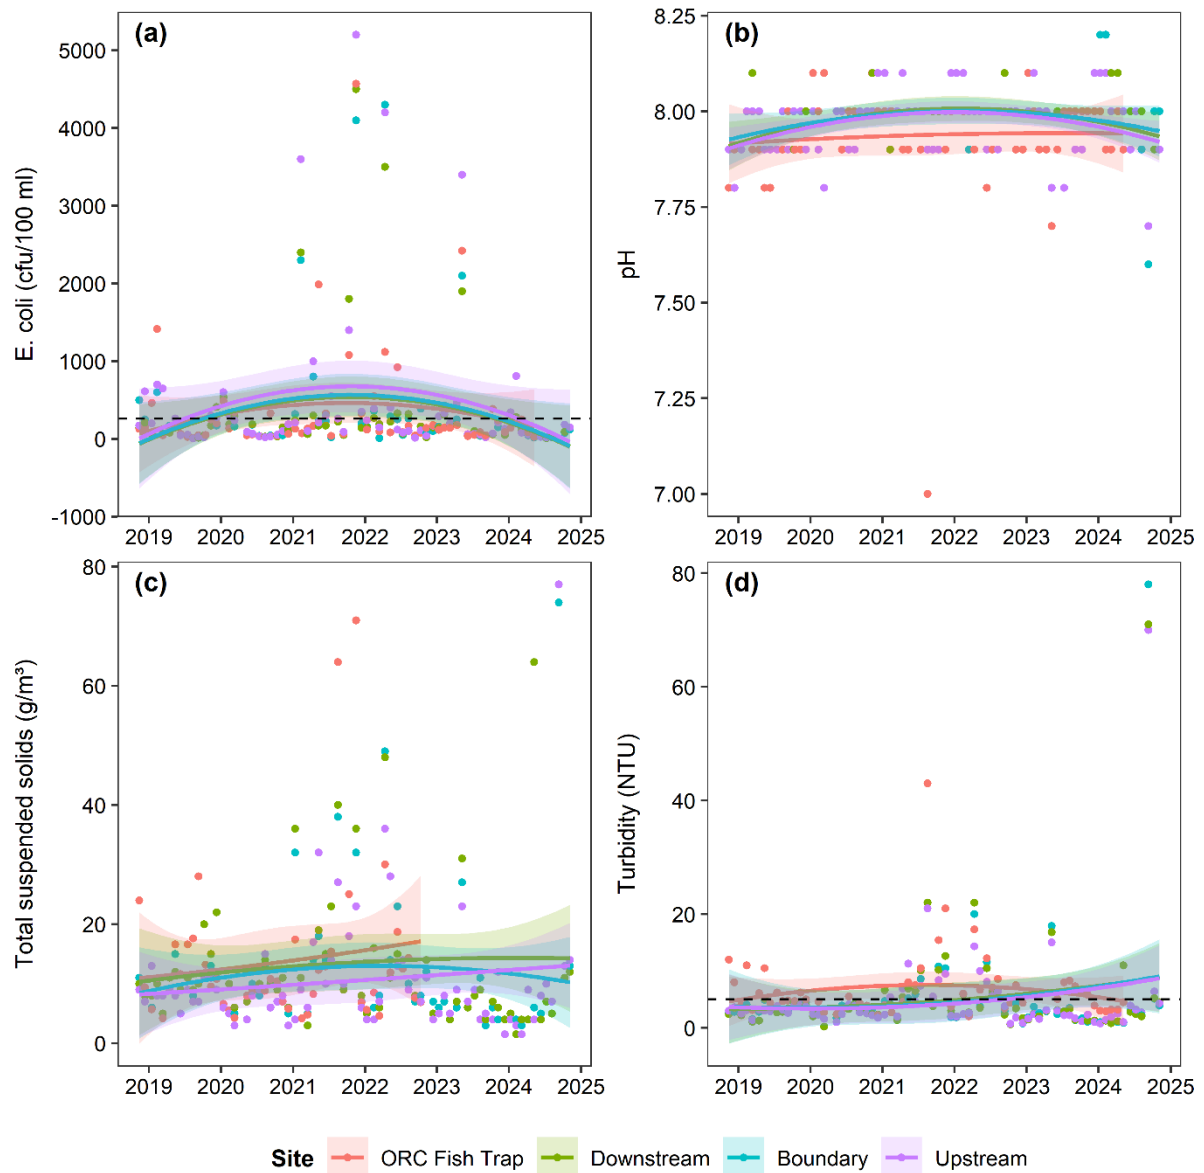 (a)
E. coli (cfu/100 ml)
5000
4000
3000
2000
1000
0
-1000
2019 2020 2021 2022 2023 2024 2025
(b)
pH
8.25
8.00
7.75
7.50
7.25
7.00
2019 2020 2021 2022 2023 2024 2025
(c)
Total suspended solids (g/m³)
80
60
40
20
0
2019 2020 2021 2022 2023 2024 2025
(d)
Turbidity (NTU)
80
60
40
20
0
2019 2020 2021 2022 2023 2024 2025
Site ORC Fish Trap Downstream Boundary Upstream